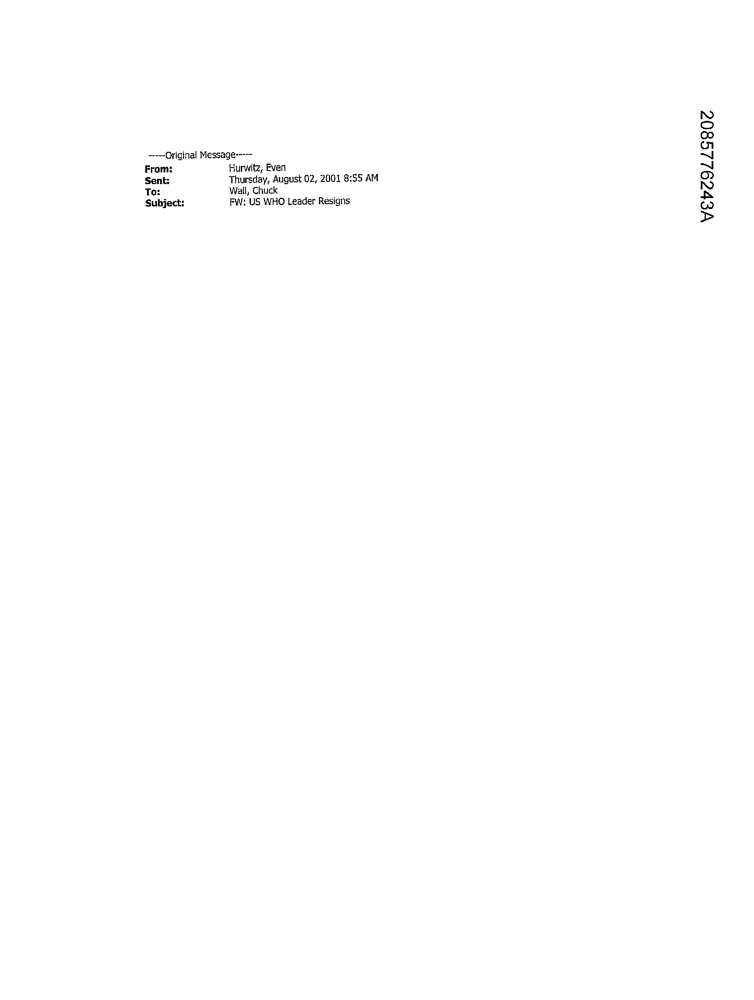 -----Original Message-----
From: Hurwitz, Even
Sent: Thursday, August 02, 2001 8:55 AM
To: Wall, Chuck
Subject: FW: US WHO Leader Resigns
2085776243A